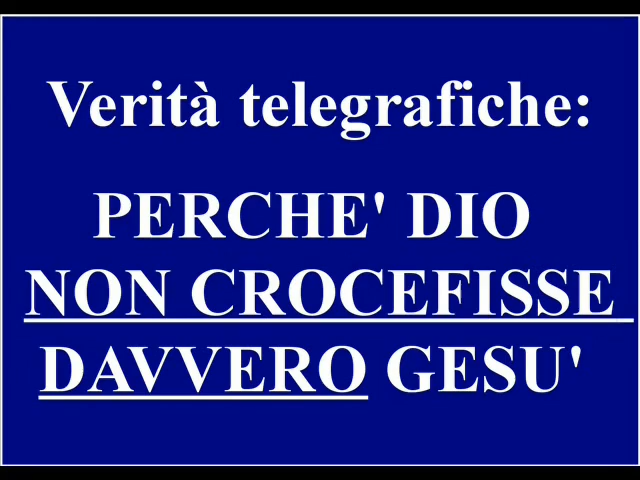 Verità telegrafiche:
PERCHE' DIO
NON CROCEFISSE
DAVVERO GESU'